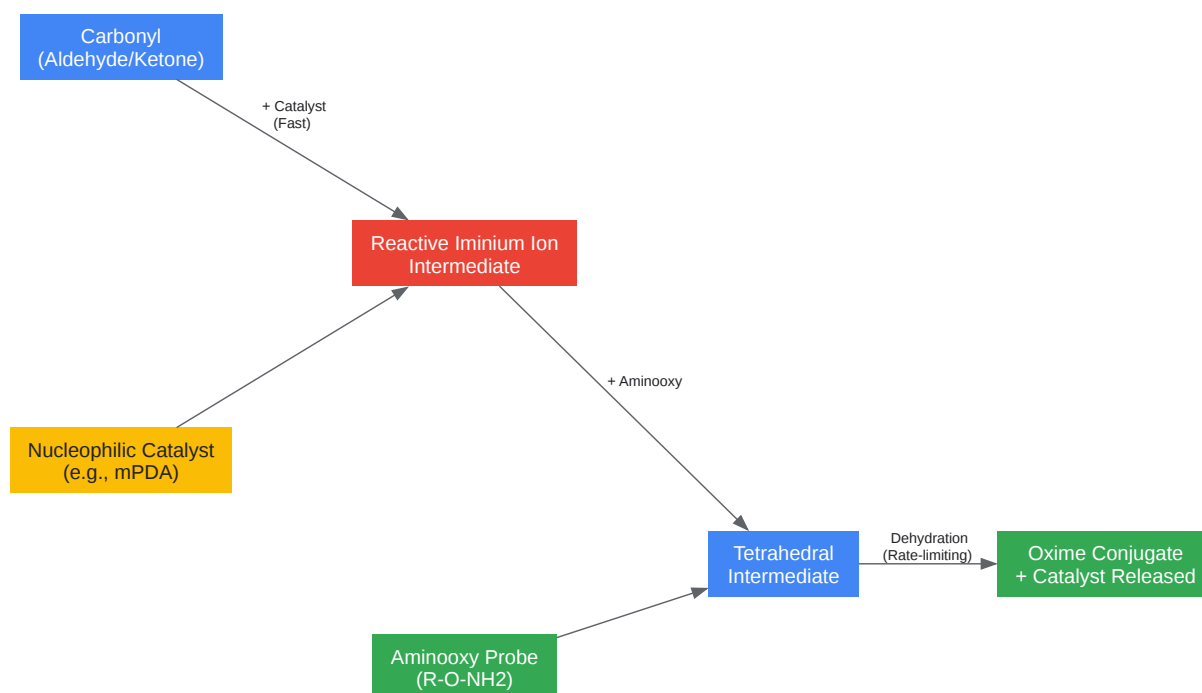 Carbonyl
(Aldehyde/Ketone)
+ Catalyst
(Fast)
Reactive Iminium Ion
Intermediate
Nucleophilic Catalyst
(e.g., mPDA)
+ Aminooxy
Tetrahedral
Intermediate
Dehydration
(Rate-limiting)
Oxime Conjugate
+ Catalyst Released
Aminooxy Probe
(R-O-NH2)